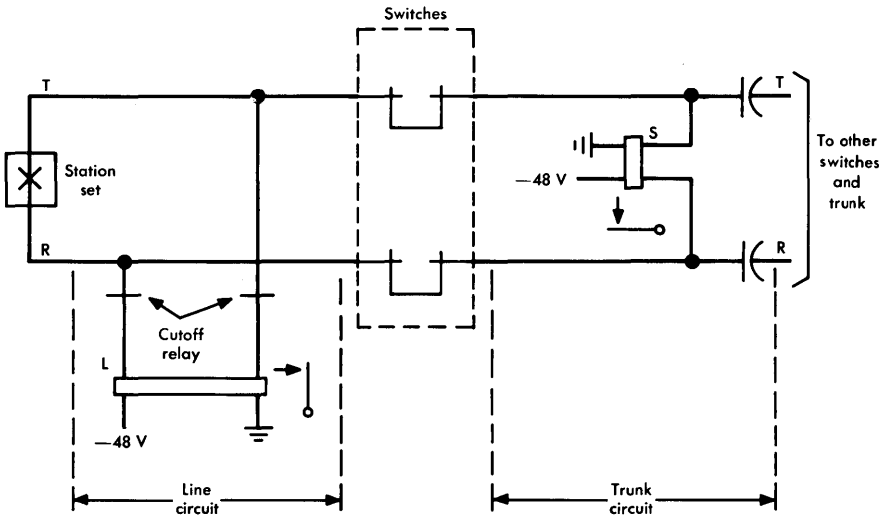 Switches
T
T
S
Station
set
—48 V
To other
switches
and
trunk
R
R
Cutoff
relay
L
—48 V
Line
circuit
Trunk
circuit